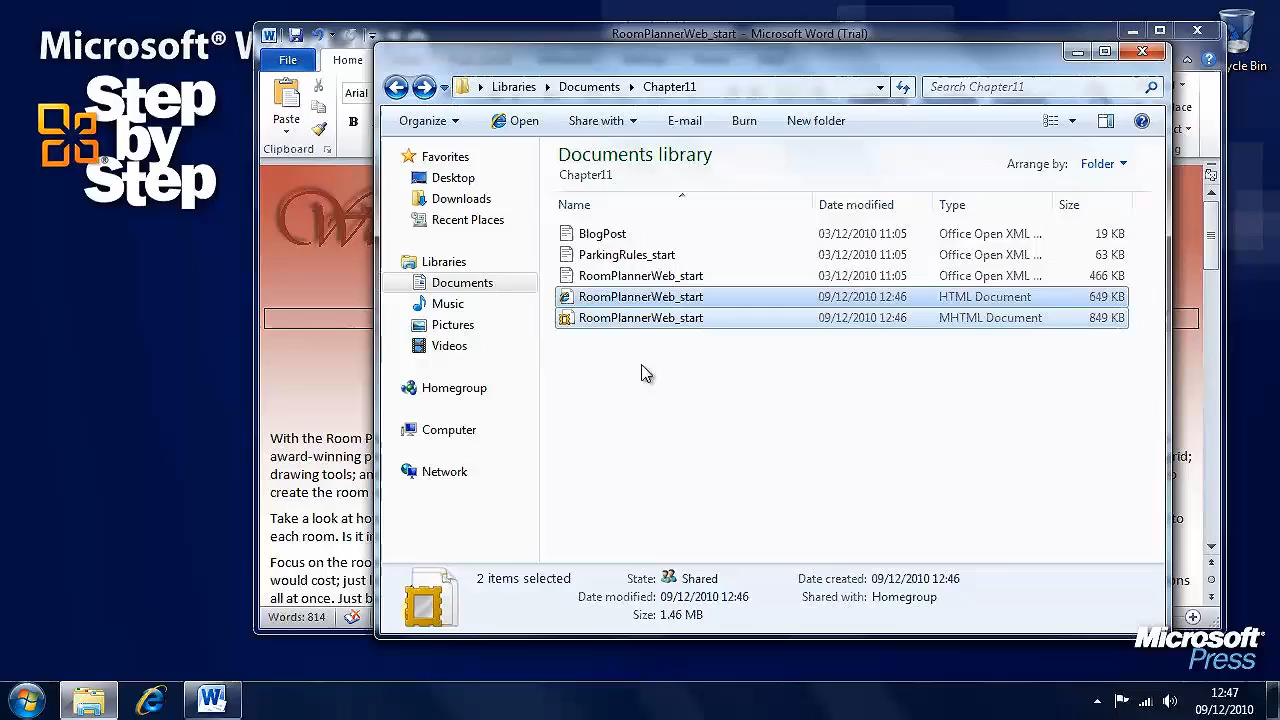 Microsoft® W
Step
by
Step®
RoomPlannerWeb_start - Microsoft Word (Trial)
File
Home
Paste
Arial
B
Clipboard
Libraries
Documents
Chapter11
Search Chapter11
Organize
Open
Share with
E-mail
Burn
New folder
Documents library
Chapter11
Arrange by: Folder
Name
Date modified
Type
Size
BlogPost 03/12/2010 11:05 Office Open XML ... 19 KB
ParkingRules_start 03/12/2010 11:05 Office Open XML ... 63 KB
RoomPlannerWeb_start 03/12/2010 11:05 Office Open XML ... 466 KB
RoomPlannerWeb_start 09/12/2010 12:46 HTML Document 649 KB
RoomPlannerWeb_start 09/12/2010 12:46 MHTML Document 849 KB
Favorites
Desktop
Downloads
Recent Places
Libraries
Documents
Music
Pictures
Videos
Homegroup
Computer
Network
2 items selected
State: Shared
Date modified: 09/12/2010 12:46
Size: 1.46 MB
Date created: 09/12/2010 12:46
Shared with: Homegroup
With the Room P
award-winning p
drawing tools; an
create the room
Take a look at ho
each room. Is it i
Focus on the roo
would cost; just l
all at once. Just b
rid;
to
to
ons
Words: 814
cycle Bin
Microsoft
Press
12:47
09/12/2010